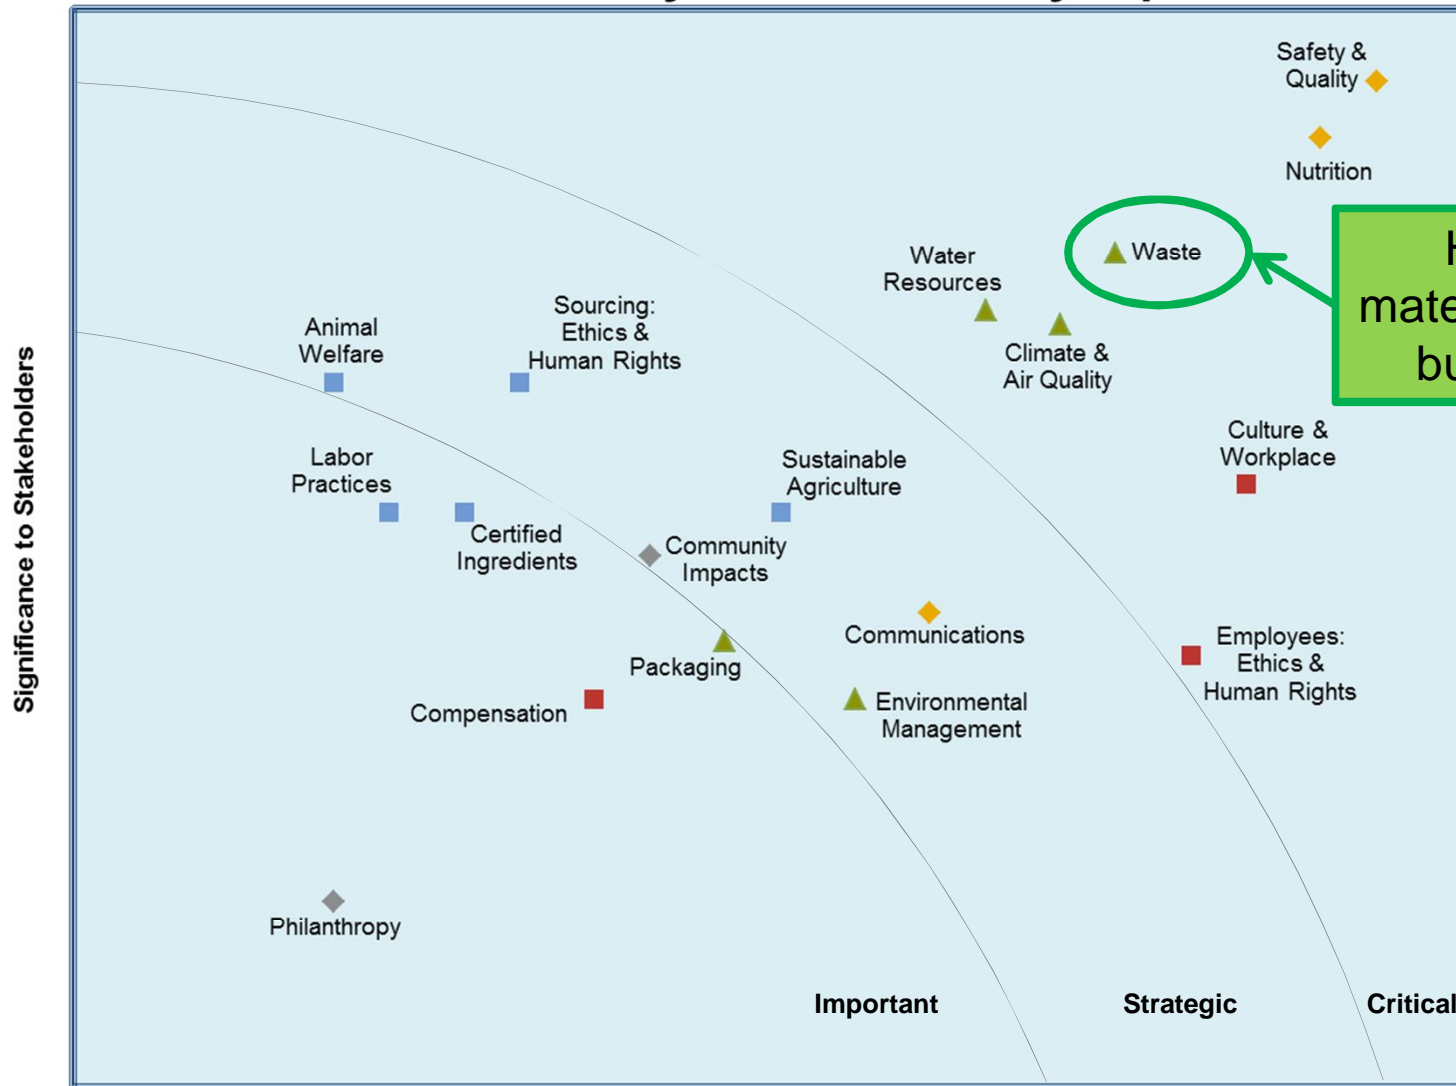 Safety &
Quality
Nutrition
Waste
Water
Resources
Climate &
Air Quality
Sourcing:
Ethics &
Human Rights
Animal
Welfare
Culture &
Workplace
Labor
Practices
Sustainable
Agriculture
Certified
Ingredients
Community
Impacts
Communications
Employees:
Ethics &
Human Rights
Packaging
Environmental
Management
Compensation
Philanthropy
Important
Strategic
Critical
Significance to Stakeholders